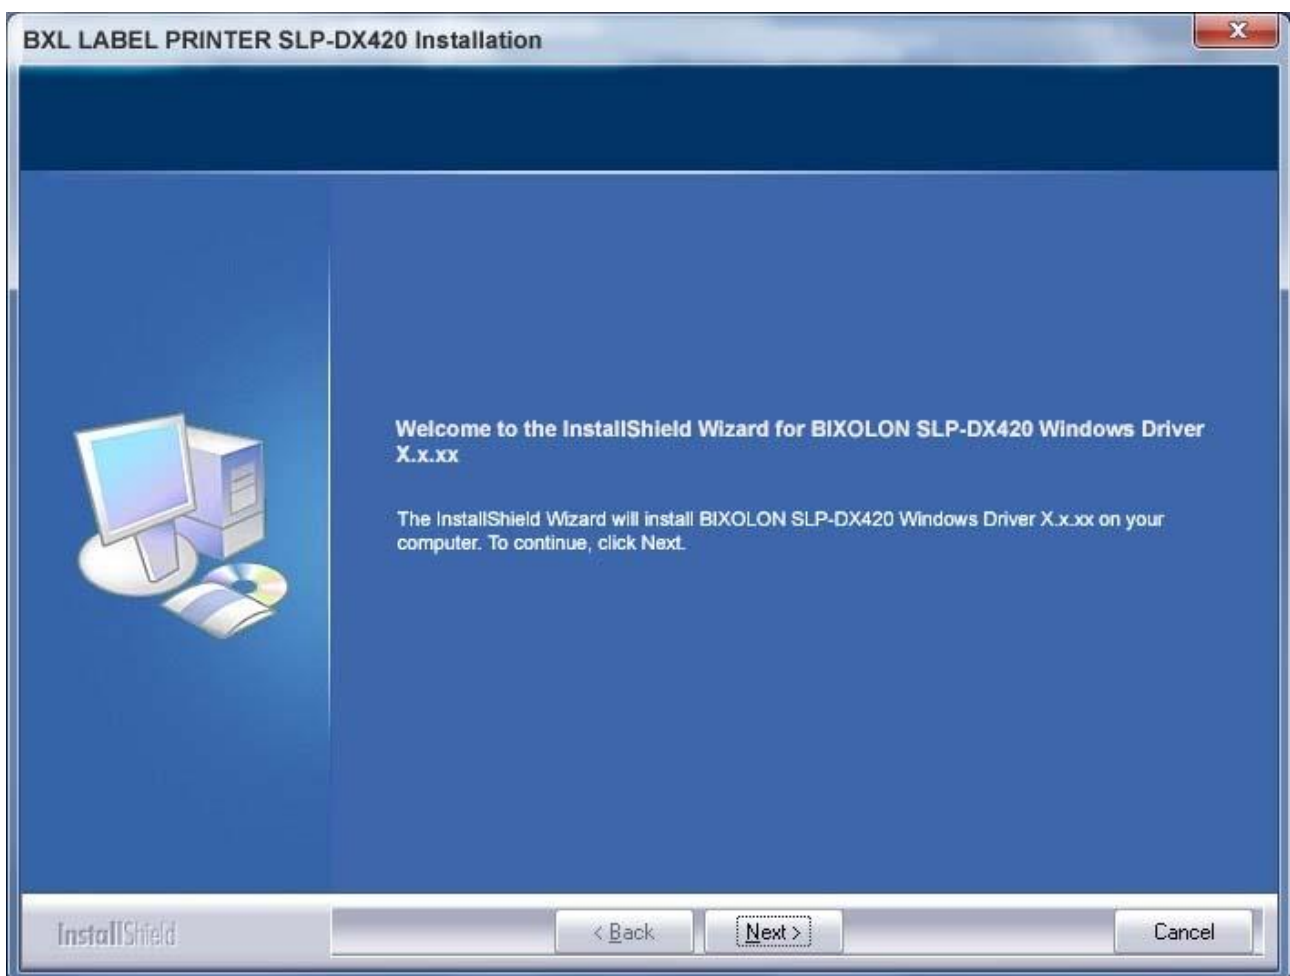 BXL LABEL PRINTER SLP-DX420 Installation
Welcome to the InstallShield Wizard for BIXOLON SLP-DX420 Windows Driver
X.x.xx
The InstallShield Wizard will install BIXOLON SLP-DX420 Windows Driver X.x.xx on your
computer. To continue, click Next.
InstallShield
< Back
Next >
Cancel